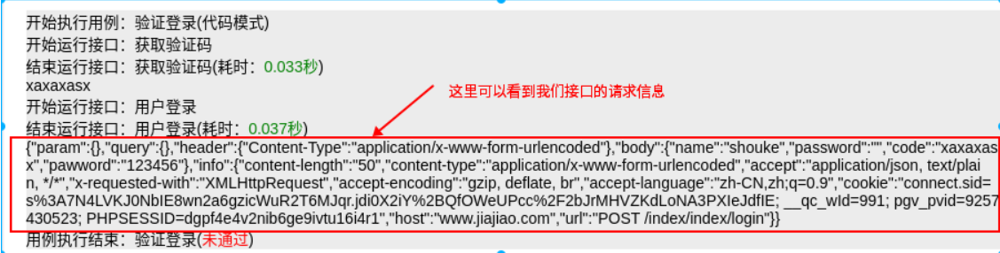 开始执行用例：验证登录(代码模式)
开始运行接口：获取验证码
结束运行接口：获取验证码(耗时：0.033秒)
xaxaxasx
这里可以看到我们接口的请求信息
开始运行接口：用户登录
结束运行接口：用户登录(耗时：0.037秒)
{"param":{},"query":{},"header":{"Content-Type":"application/x-www-form-urlencoded"},"body":{"name":"shouke","password":"","code":"xaxaxas
x","pawword":"123456"},"info":{"content-length":"50","content-type":"application/x-www-form-urlencoded","accept":"application/json, text/plai
n, */*","x-requested-with":"XMLHttpRequest","accept-encoding":"gzip, deflate, br","accept-language":"zh-CN,zh;q=0.9","cookie":"connect.sid=
s%3A7N4LVKJ0NbIE8wn2a6gzicWuR2T6MJqr.jdi0X2iY%2BQfOWeUPcc%2F2bJrMHVZKdLoNA3PXIeJdfIE; __qc_wId=991; pgv_pvid=9257
430523; PHPSESSID=dgpf4e4v2nib6ge9ivtu16i4r1","host":"www.jiajiao.com","url":"POST /index/index/login"}}
用例执行结束：验证登录(未通过)